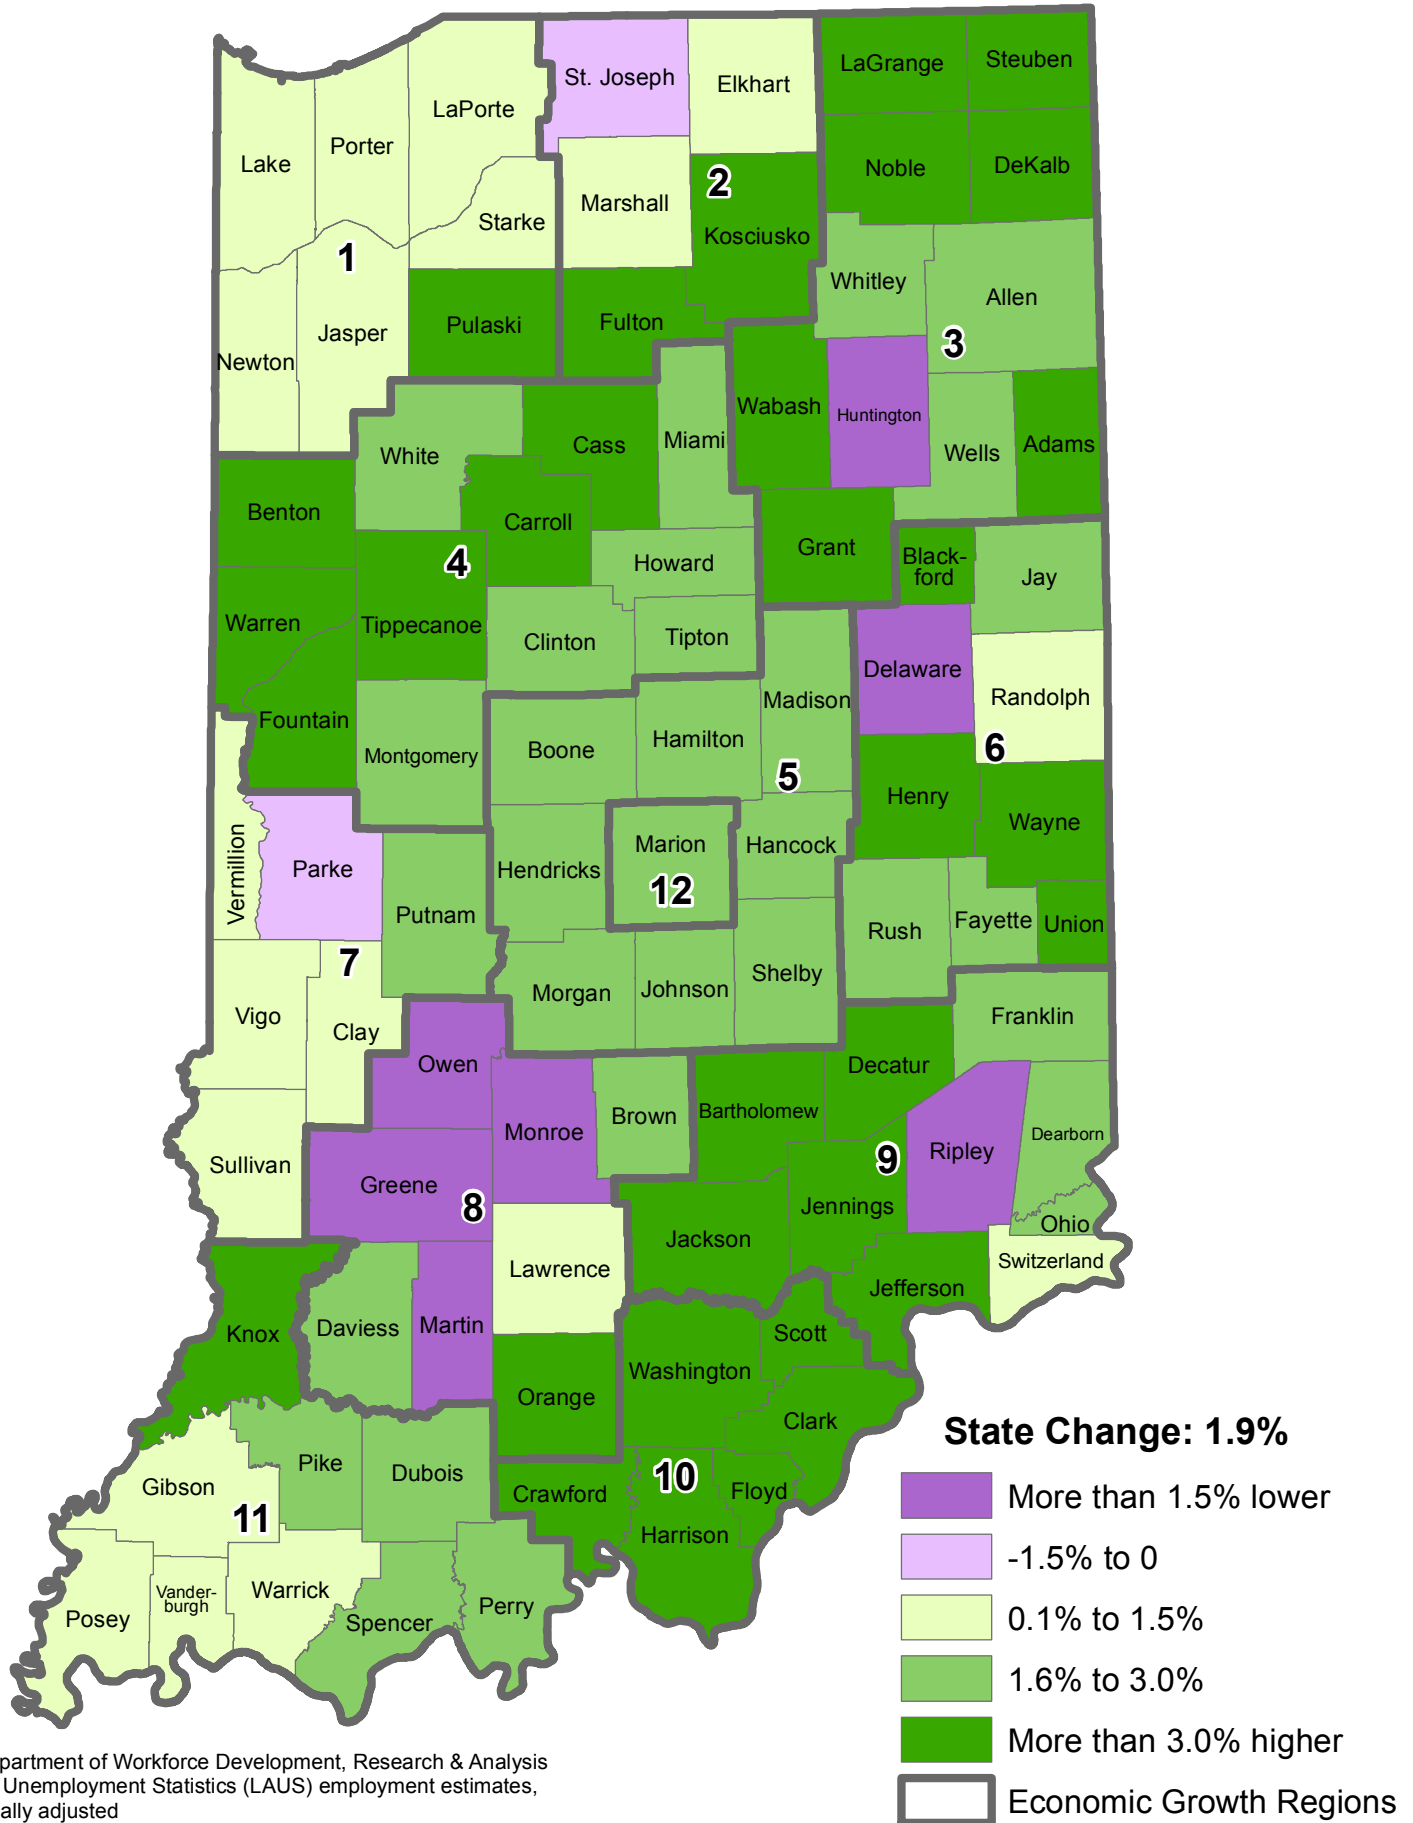 LaGrange
Steuben
St. Joseph
Elkhart
LaPorte
Porter
Lake
Noble
DeKalb
2
Marshall
Starke
Kosciusko
1
Whitley
Allen
Pulaski
Fulton
Jasper
3
Newton
Wabash
Huntington
Miami
Cass
White
Wells
Adams
Benton
Carroll
Grant
Black-
ford
Jay
4
Howard
Warren
Tippecanoe
Clinton
Tipton
Delaware
Randolph
Madison
Fountain
Hamilton
Boone
6
Montgomery
5
Henry
Wayne
Marion
Hancock
Vermillion
Parke
Hendricks
12
Putnam
Rush
Fayette
Union
7
Shelby
Morgan
Johnson
Vigo
Clay
Franklin
Owen
Decatur
Brown
Bartholomew
Monroe
Dearborn
Ripley
9
Sullivan
Greene
8
Jennings
Ohio
Jackson
Lawrence
Switzerland
Jefferson
Knox
Daviess
Martin
Scott
Washington
Orange
Clark
Pike
Dubois
10
Gibson
Crawford
Floyd
11
Harrison
Warrick
Vander-
burgh
Posey
Spencer
Perry
State Change: 1.9%
More than 1.5% lower
-1.5% to 0
0.1% to 1.5%
1.6% to 3.0%
More than 3.0% higher
Economic Growth Regions
partment of Workforce Development, Research & Analysis
Unemployment Statistics (LAUS) employment estimates,
ally adjusted